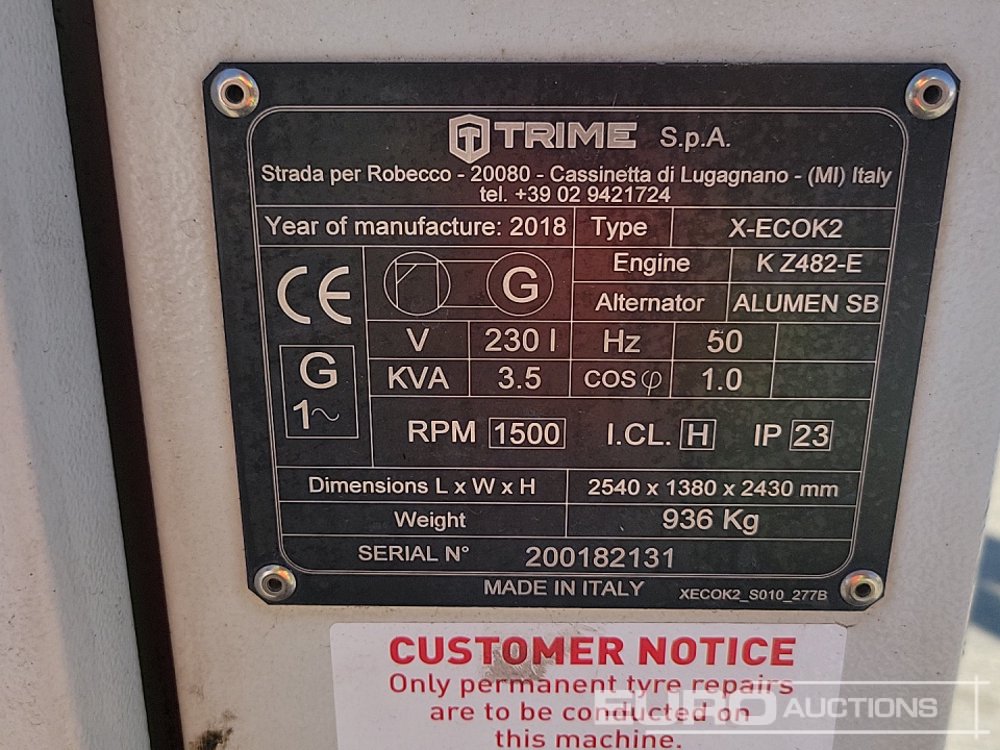 TRIME S.p.A.
Strada per Robecco - 20080 - Cassinetta di Lugagnano - (MI) Italy
tel. +39 02 9421724
Year of manufacture: 2018 Type X-ECOK2
CE G Engine K Z482-E
Alternator ALUMEN SB
V 230 I Hz 50
G KVA 3.5 COSφ 1.0
1~ RPM 1500 I.CL. H IP 23
Dimensions L x W x H 2540 x 1380 x 2430 mm
Weight 936 Kg
SERIAL N° 200182131
MADE IN ITALY XECOK2_S010_277B
CUSTOMER NOTICE
Only permanent tyre repairs
are to be conducted on
this machine.
EURO AUCTIONS